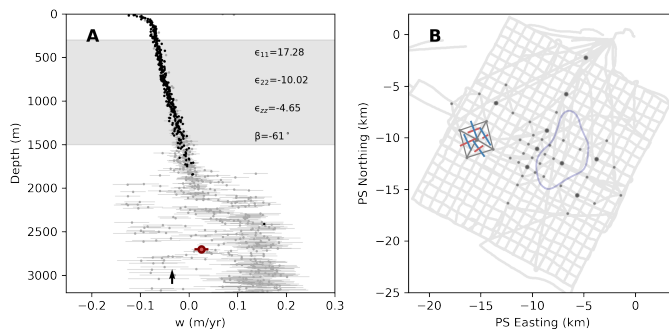 A
ϵ11=17.28
ϵ22=-10.02
ϵzz=-4.65
β=-61°
0
500
1000
1500
2000
2500
3000
Depth (m)
−0.2
−0.1
0.0
0.1
0.2
0.3
w (m/yr)
B
0
−5
−10
−15
−20
−25
PS Northing (km)
−20
−15
−10
−5
0
PS Easting (km)